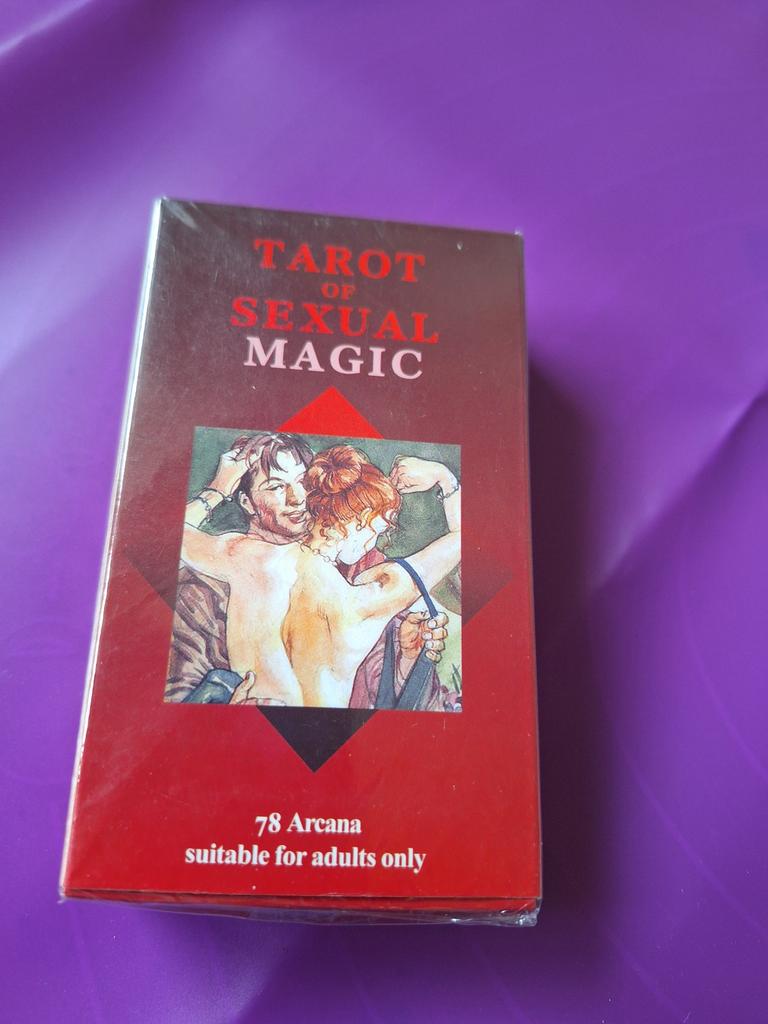 TAROT
OF
SEXUAL
MAGIC
78 Arcana
suitable for adults only